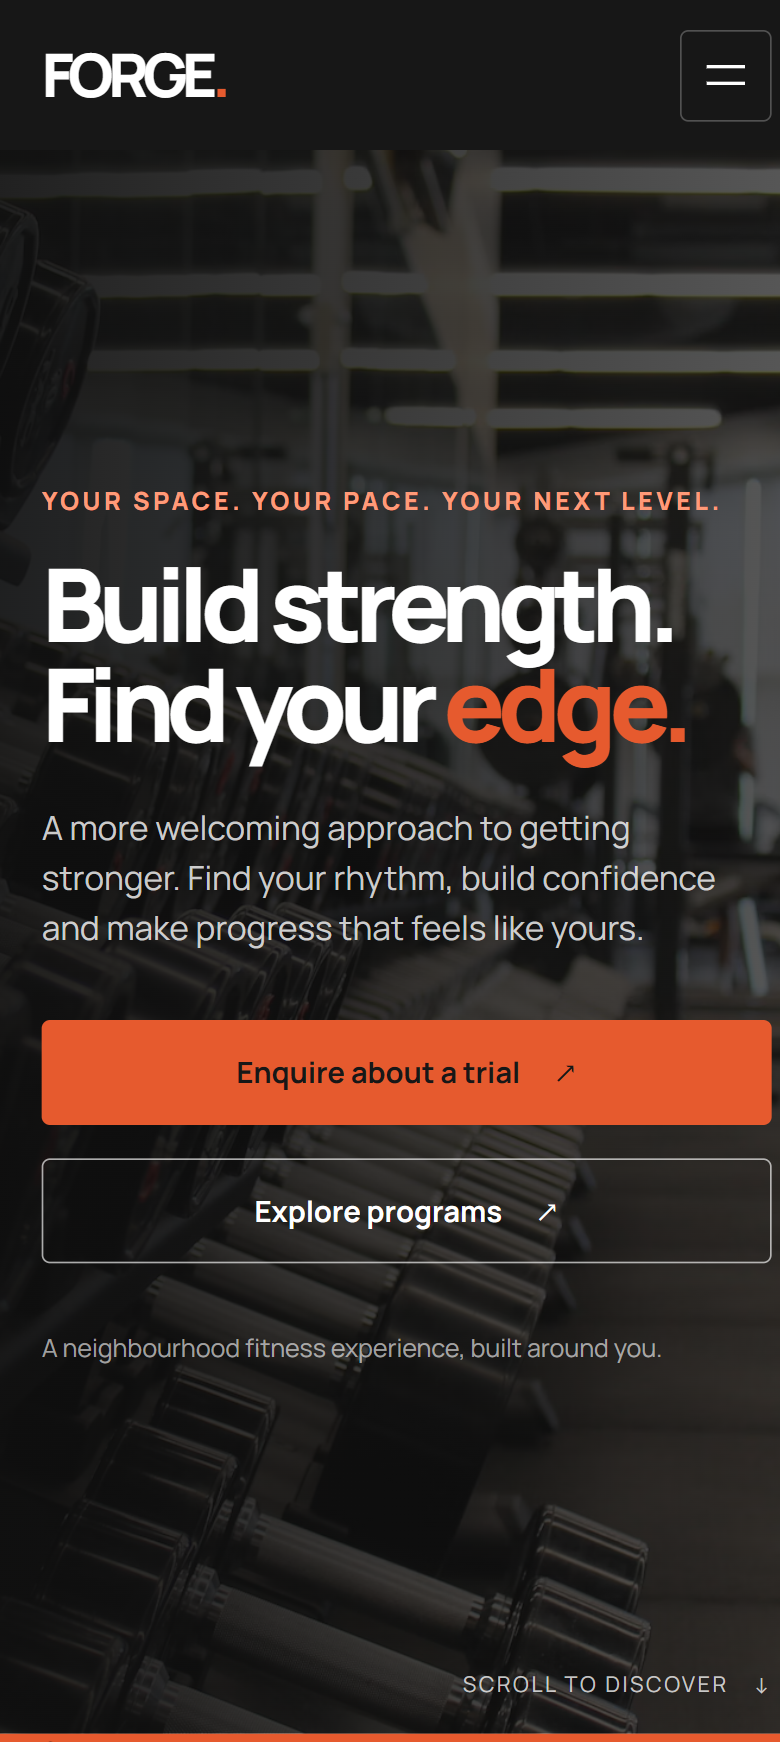 FORGE.
YOUR SPACE. YOUR PACE. YOUR NEXT LEVEL.
Build strength.
Find your edge.
A more welcoming approach to getting
stronger. Find your rhythm, build confidence
and make progress that feels like yours.
Enquire about a trial ↗
Explore programs ↗
A neighbourhood fitness experience, built around you.
SCROLL TO DISCOVER ↓